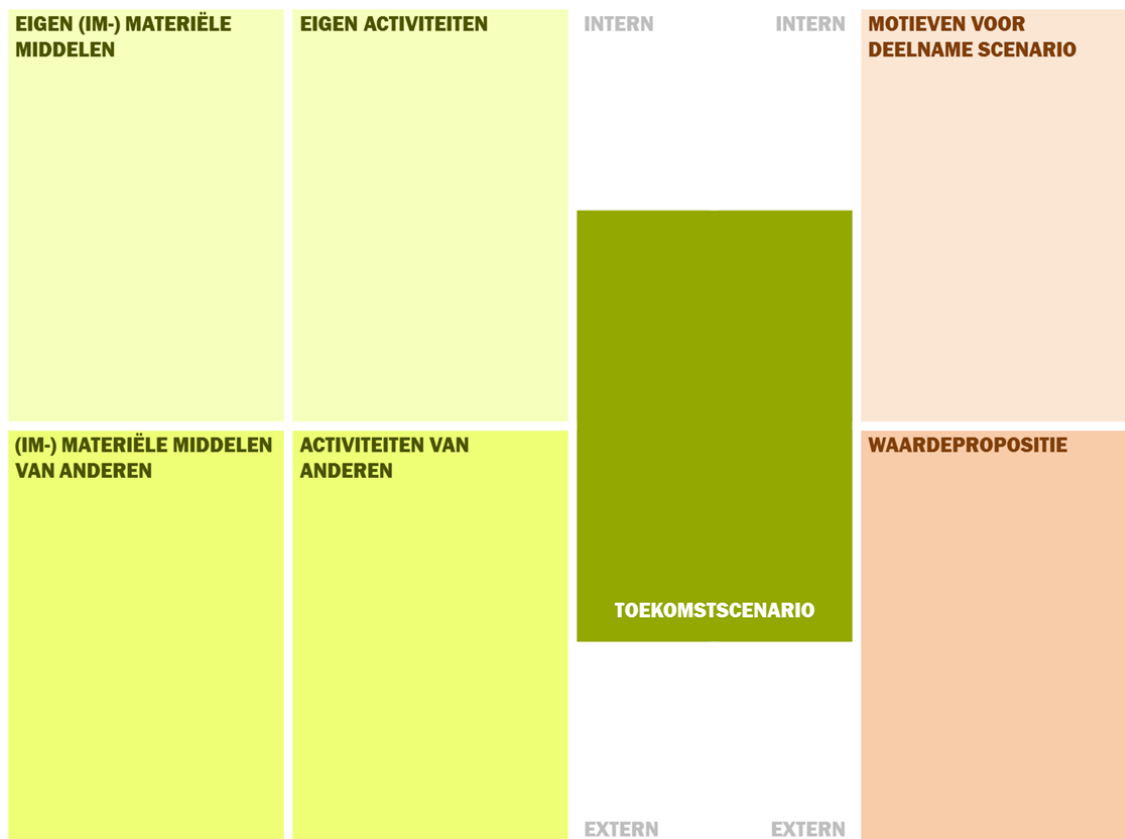 EIGEN (IM-) MATERIËLE
MIDDELEN
EIGEN ACTIVITEITEN
INTERN
INTERN
MOTIEVEN VOOR
DEELNAME SCENARIO
(IM-) MATERIËLE MIDDELEN
VAN ANDEREN
ACTIVITEITEN VAN
ANDEREN
TOEKOMSTSCENARIO
WAARDEPROPOSITIE
EXTERN
EXTERN